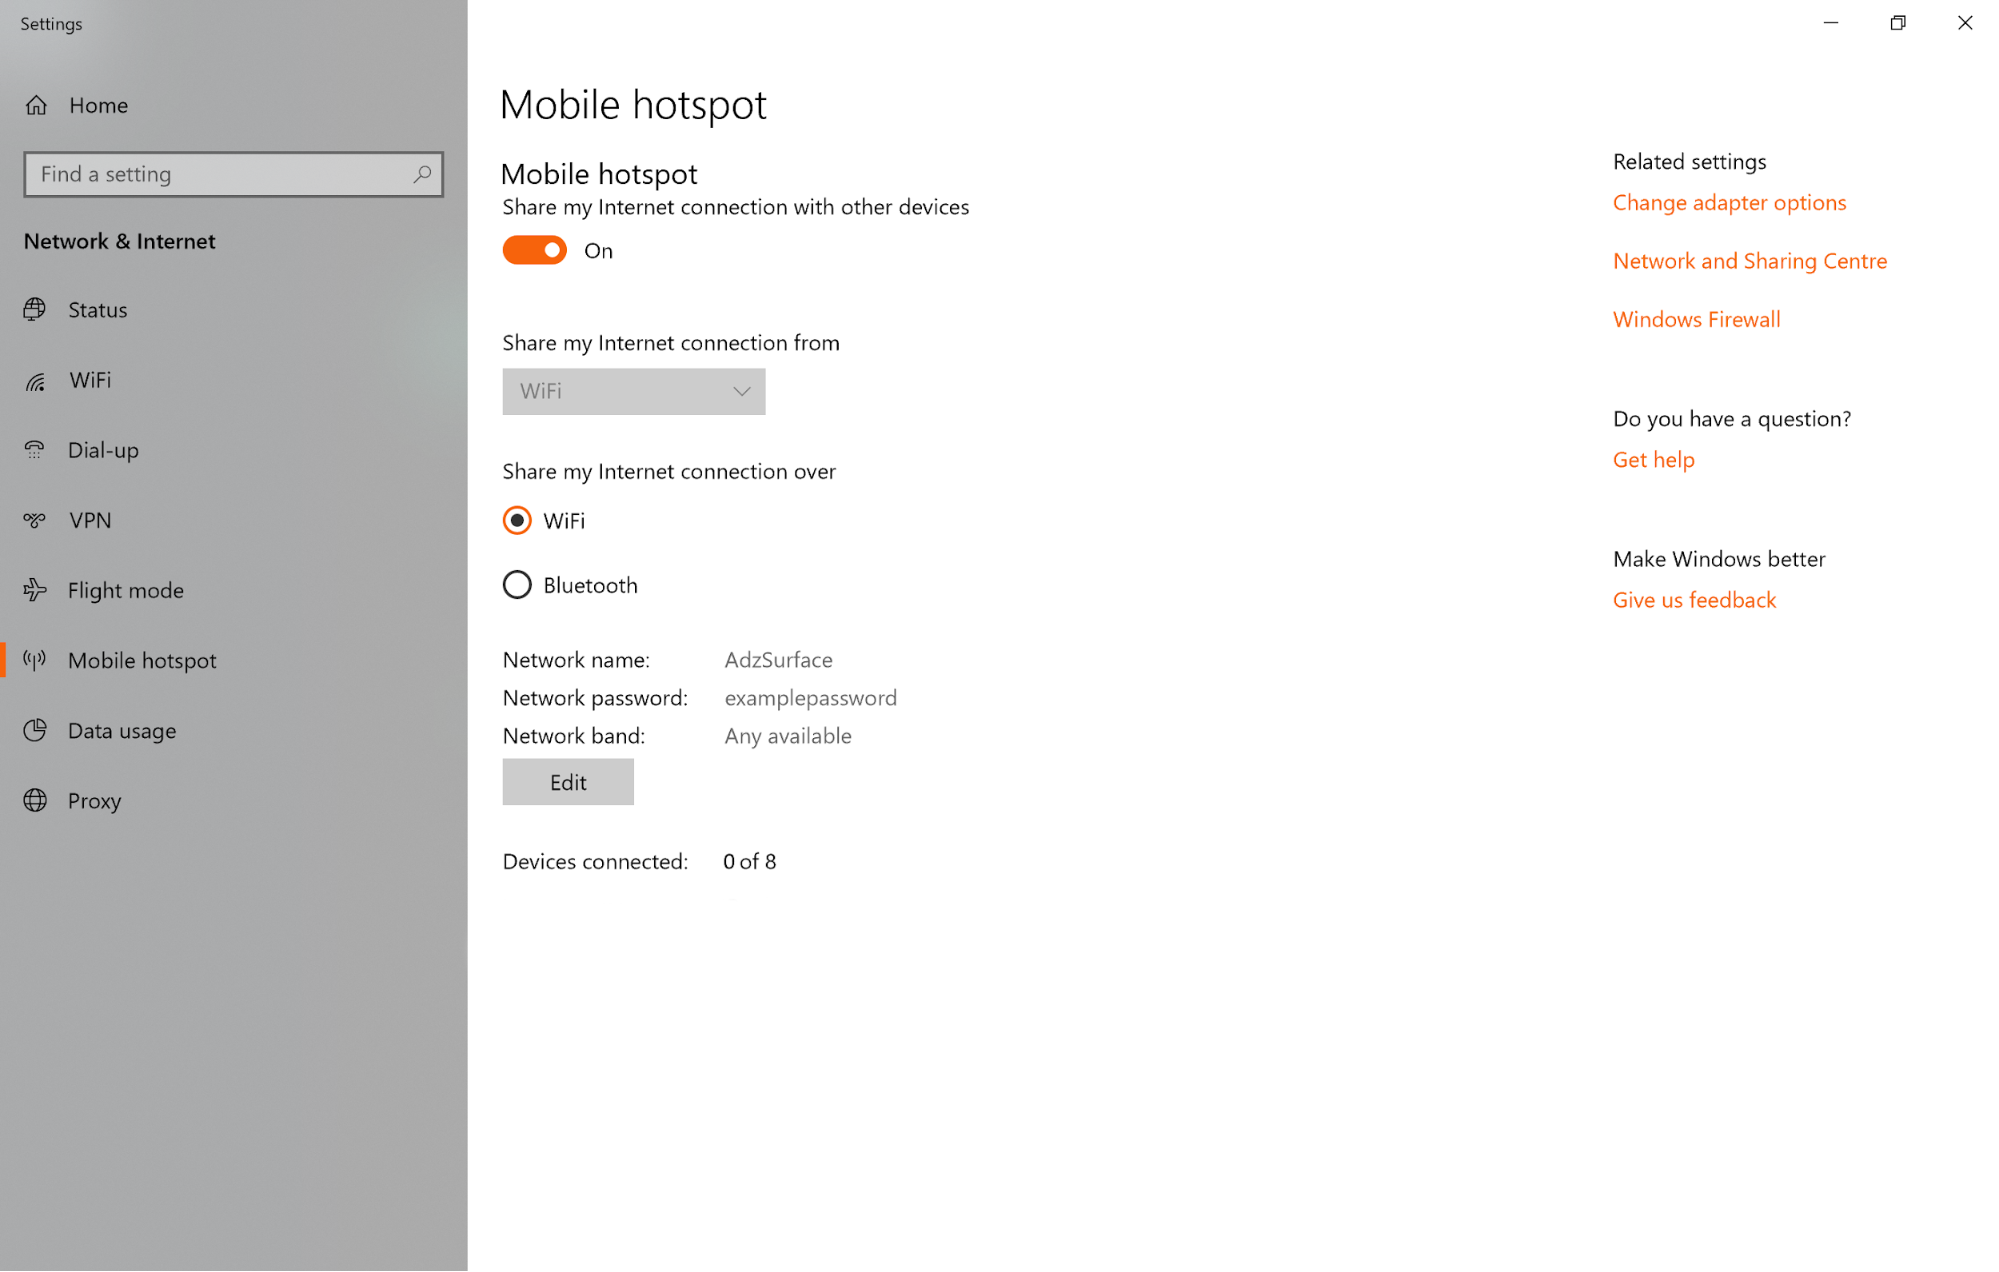 Settings
Home
Find a setting
Network & Internet
Status
WiFi
Dial-up
VPN
Flight mode
Mobile hotspot
Data usage
Proxy
Mobile hotspot
Mobile hotspot
Share my Internet connection with other devices
On
Share my Internet connection from
WiFi
Share my Internet connection over
WiFi
Bluetooth
Network name: AdzSurface
Network password: examplepassword
Network band: Any available
Edit
Devices connected: 0 of 8
Related settings
Change adapter options
Network and Sharing Centre
Windows Firewall
Do you have a question?
Get help
Make Windows better
Give us feedback